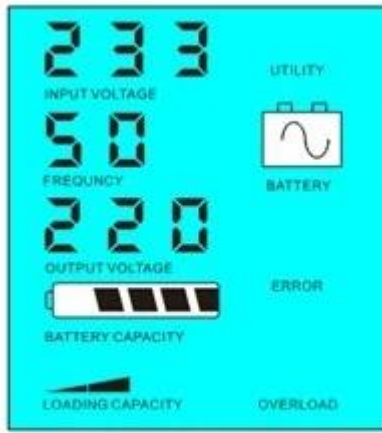 233
INPUT VOLTAGE
UTILITY
50
FREQUNCY
BATTERY
220
OUTPUT VOLTAGE
ERROR
BATTERY CAPACITY
LOADING CAPACITY
OVERLOAD